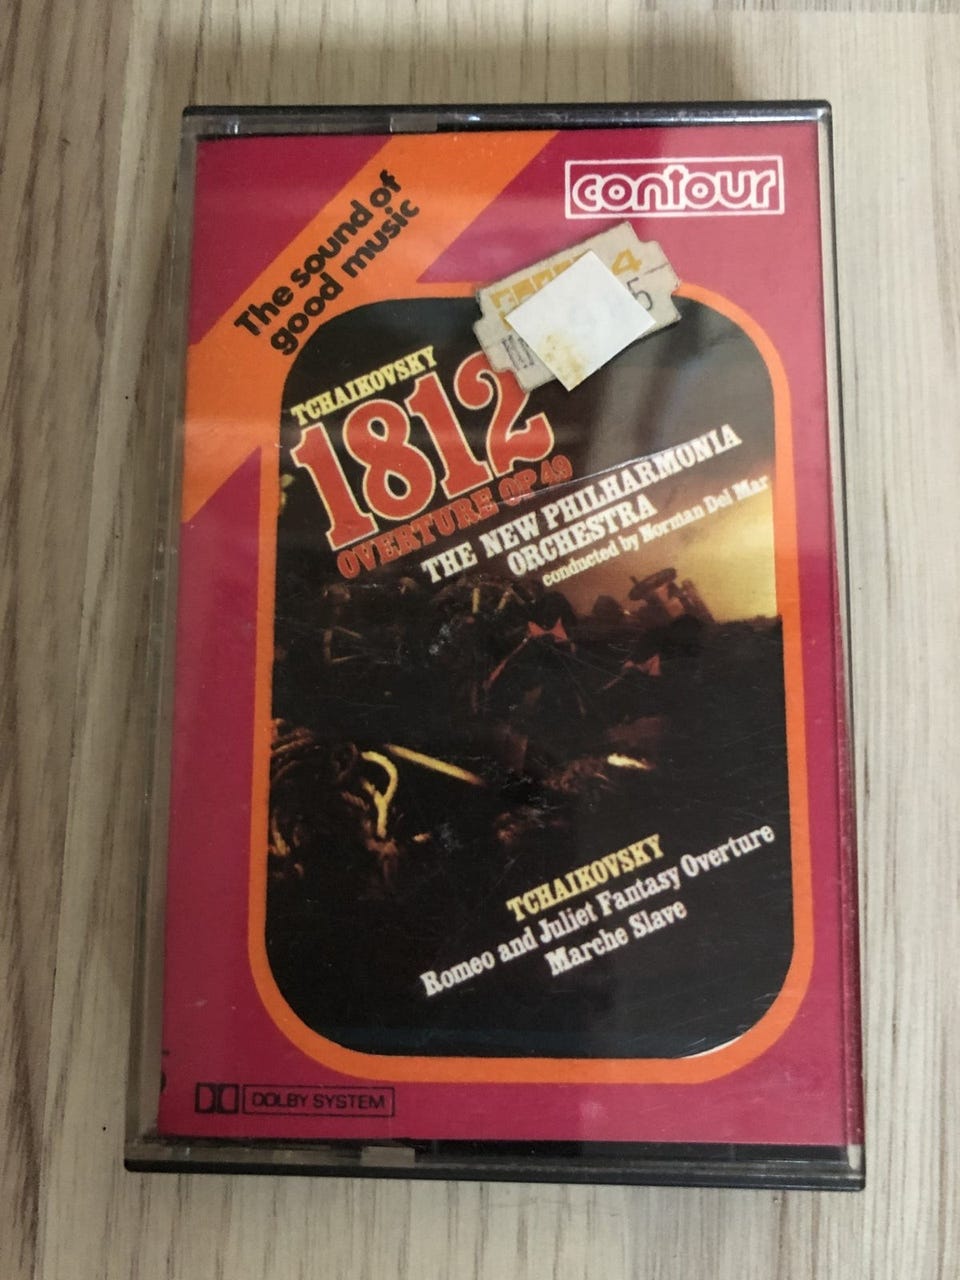 The sound of
good music
contour
TCHAIKOVSKY
1812
OVERTURE OP 49
THE NEW PHILHARMONIA
ORCHESTRA
conducted by Norman Del Mar
TCHAIKOVSKY
Romeo and Juliet Fantasy Overture
Marche Slave
DOLBY SYSTEM